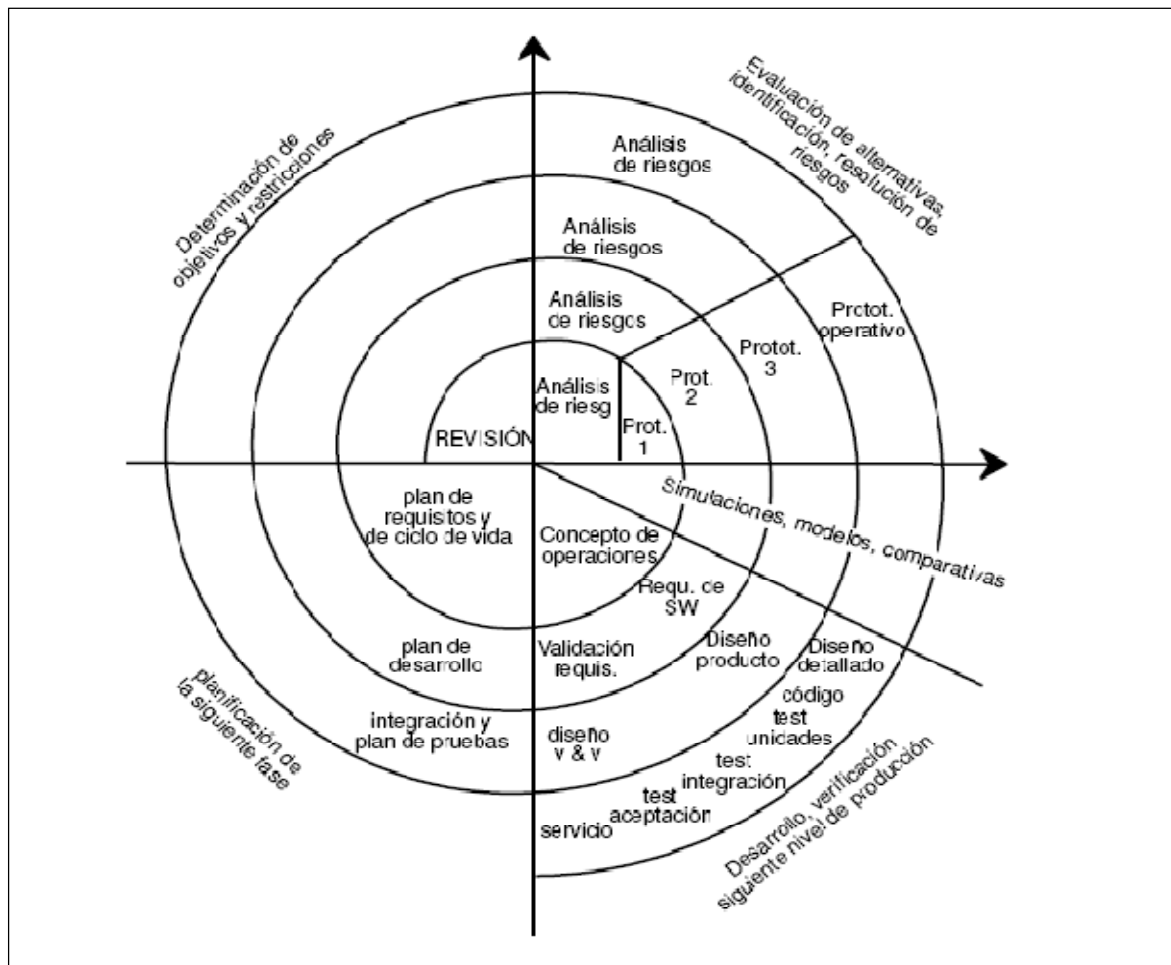 Determinación de
objetivos y restricciones
Evaluación de alternativas,
identificación, resolución de
riesgos
Análisis
de riesgos
Análisis
de riesgos
Análisis
de riesgos
Análisis
de riesg
REVISIÓN
Prot.
1
Prot.
2
Protot.
3
Protot.
operativo
Simulaciones, modelos, comparativas
plan de
requisitos y
de ciclo de vida
Concepto de
operaciones
Requ. de
SW
Diseño
producto
Diseño
detallado
plan de
desarrollo
Validación
requis.
código
test
unidades
integración y
plan de pruebas
diseño
v & v
test
integración
test
aceptación
servicio
planificación de
la siguiente fase
Desarrollo, verificación
siguiente nivel de producción